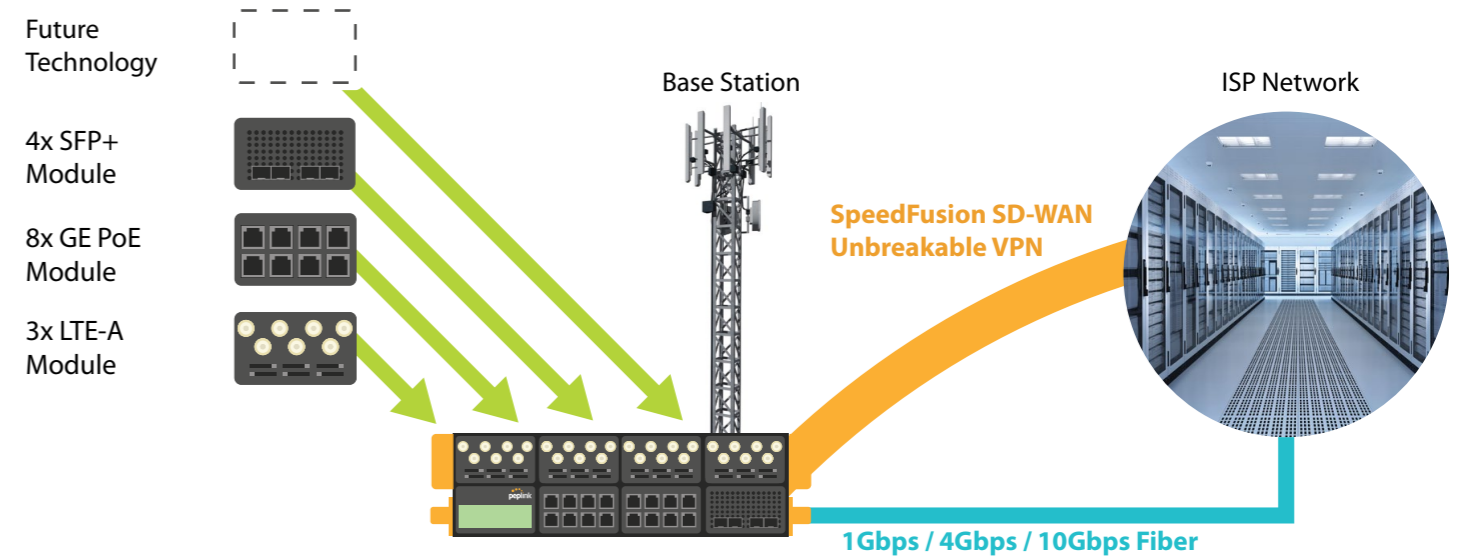 Future
Technology
4x SFP+
Module
8x GE PoE
Module
3x LTE-A
Module
Base Station
ISP Network
SpeedFusion SD-WAN
Unbreakable VPN
peplink
1Gbps / 4Gbps / 10Gbps Fiber